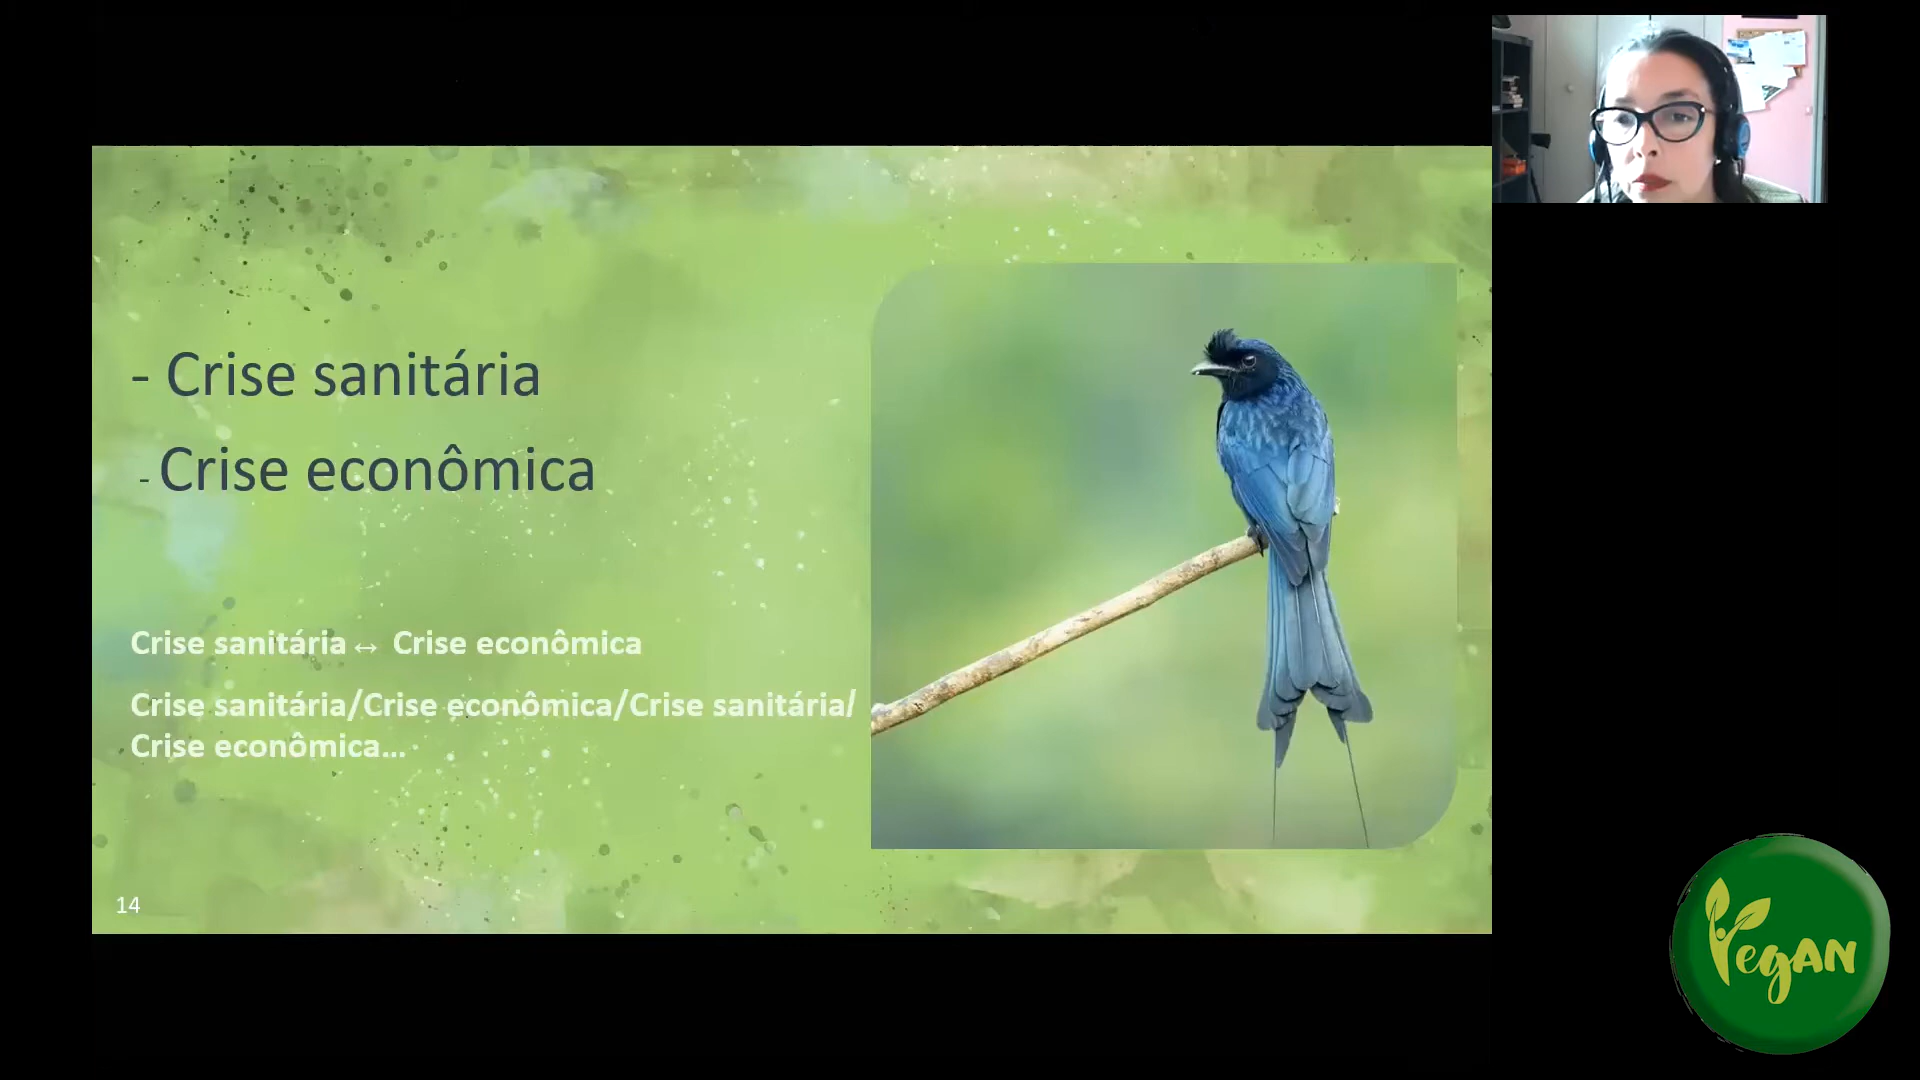 - Crise sanitária
- Crise econômica
Crise sanitária↔ Crise econômica
Crise sanitária/Crise econômica/Crise sanitária/
Crise econômica...
14
VegAN